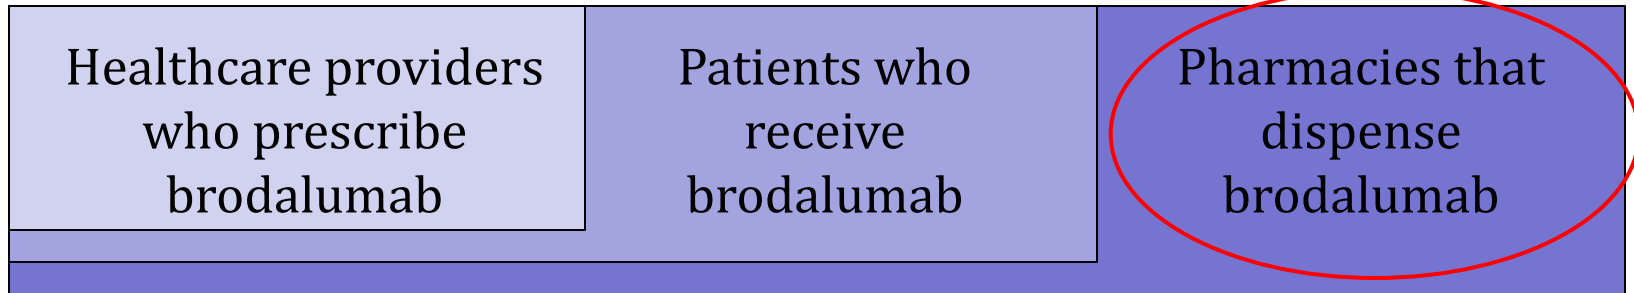 Healthcare providers
who prescribe
brodalumab
Patients who
receive
brodalumab
Pharmacies that
dispense
brodalumab